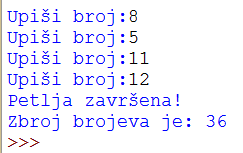 Upiši broj:8
Upiši broj:5
Upiši broj:11
Upiši broj:12
Petlja završena!
Zbroj brojeva je: 36
>>>